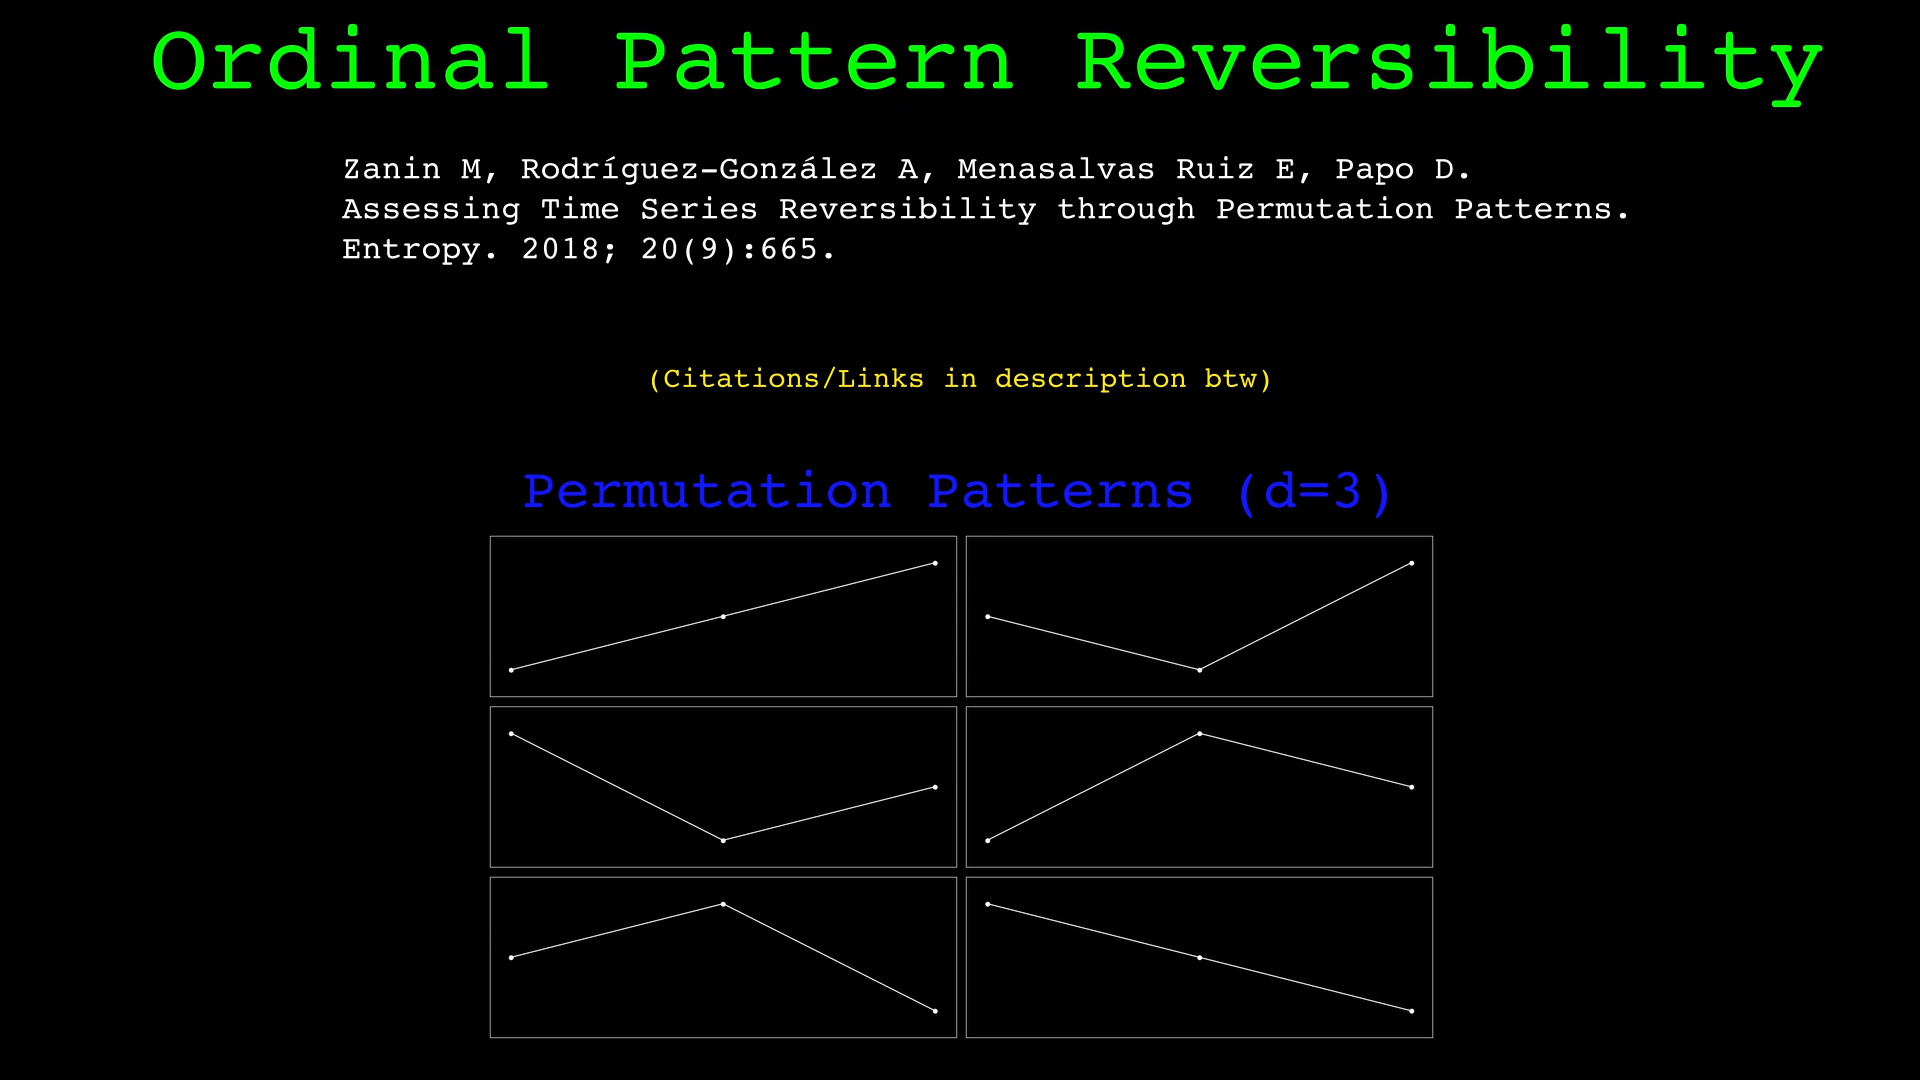 Ordinal Pattern Reversibility
Zanin M, Rodríguez-González A, Menasalvas Ruiz E, Papo D.
Assessing Time Series Reversibility through Permutation Patterns.
Entropy. 2018; 20(9):665.
(Citations/Links in description btw)
Permutation Patterns (d=3)